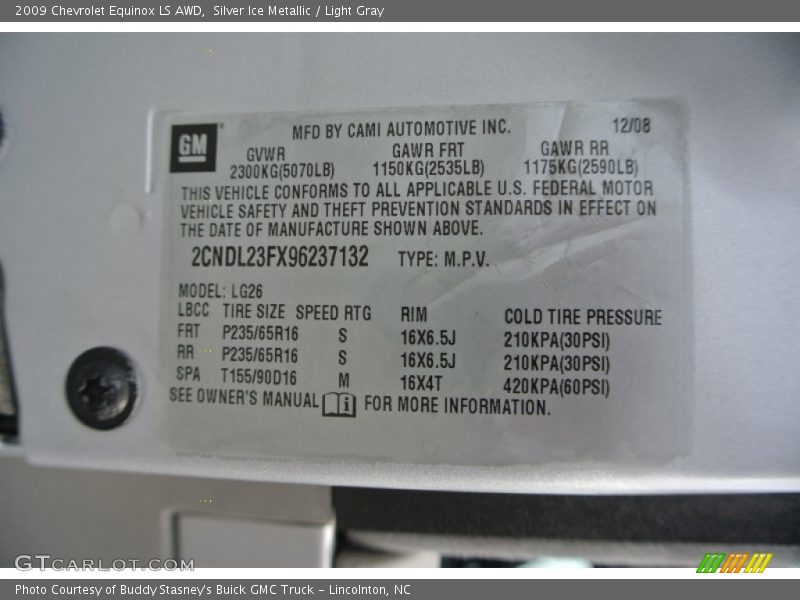 2009 Chevrolet Equinox LS AWD,  Silver Ice Metallic / Light Gray
GM
MFD BY CAMI AUTOMOTIVE INC. 12/08
GVWR GAWR FRT GAWR RR
2300KG(5070LB) 1150KG(2535LB) 1175KG(2590LB)
THIS VEHICLE CONFORMS TO ALL APPLICABLE U.S. FEDERAL MOTOR
VEHICLE SAFETY AND THEFT PREVENTION STANDARDS IN EFFECT ON
THE DATE OF MANUFACTURE SHOWN ABOVE.
2CNDL23FX96237132 TYPE: M.P.V.
MODEL: LG26
LBCC TIRE SIZE SPEED RTG RIM COLD TIRE PRESSURE
FRT P235/65R16 S 16X6.5J 210KPA(30PSI)
RR P235/65R16 S 16X6.5J 210KPA(30PSI)
SPA T155/90D16 M 16X4T 420KPA(60PSI)
SEE OWNER'S MANUAL i FOR MORE INFORMATION.
GTCARLOT.COM
Photo Courtesy of Buddy Stasney's Buick GMC Truck - Lincolnton, NC